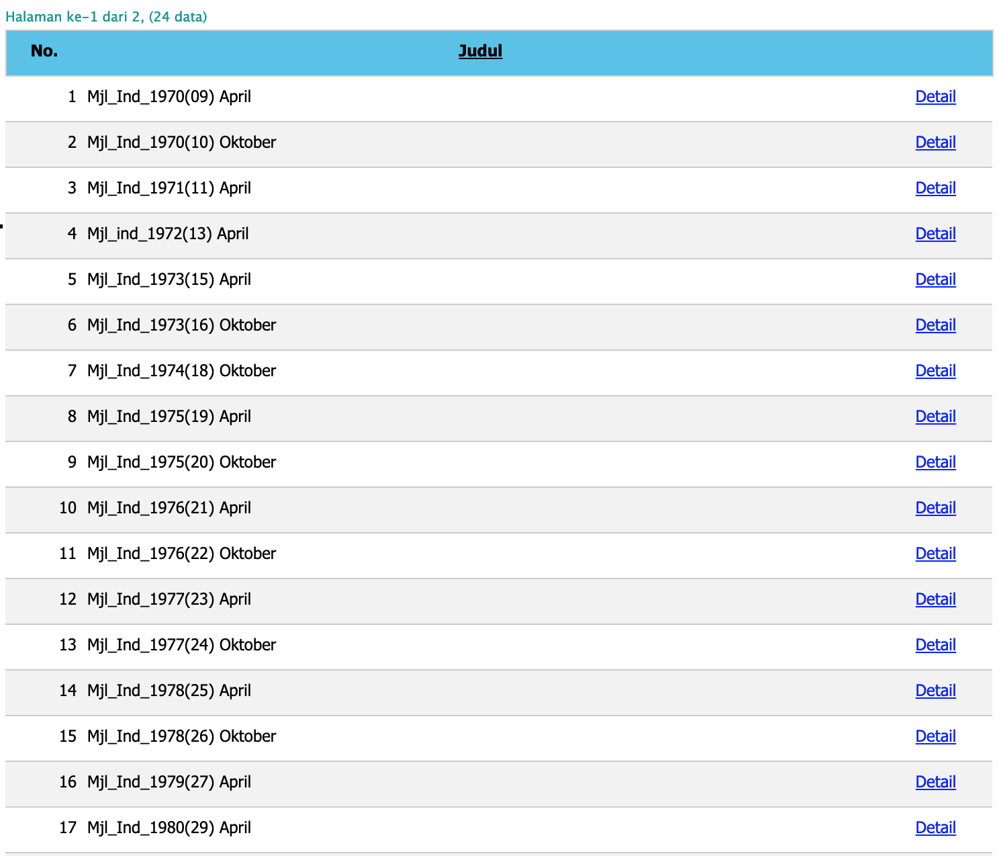 Halaman ke-1 dari 2, (24 data)
No. Judul
1 Mjl_Ind_1970(09) April Detail
2 Mjl_Ind_1970(10) Oktober Detail
3 Mjl_Ind_1971(11) April Detail
4 Mjl_ind_1972(13) April Detail
5 Mjl_Ind_1973(15) April Detail
6 Mjl_Ind_1973(16) Oktober Detail
7 Mjl_Ind_1974(18) Oktober Detail
8 Mjl_Ind_1975(19) April Detail
9 Mjl_Ind_1975(20) Oktober Detail
10 Mjl_Ind_1976(21) April Detail
11 Mjl_Ind_1976(22) Oktober Detail
12 Mjl_Ind_1977(23) April Detail
13 Mjl_Ind_1977(24) Oktober Detail
14 Mjl_Ind_1978(25) April Detail
15 Mjl_Ind_1978(26) Oktober Detail
16 Mjl_Ind_1979(27) April Detail
17 Mjl_Ind_1980(29) April Detail